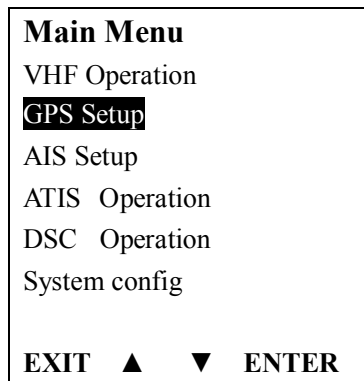 Main Menu
VHF Operation
GPS Setup
AIS Setup
ATIS Operation
DSC Operation
System config
EXIT ▲ ▼ ENTER